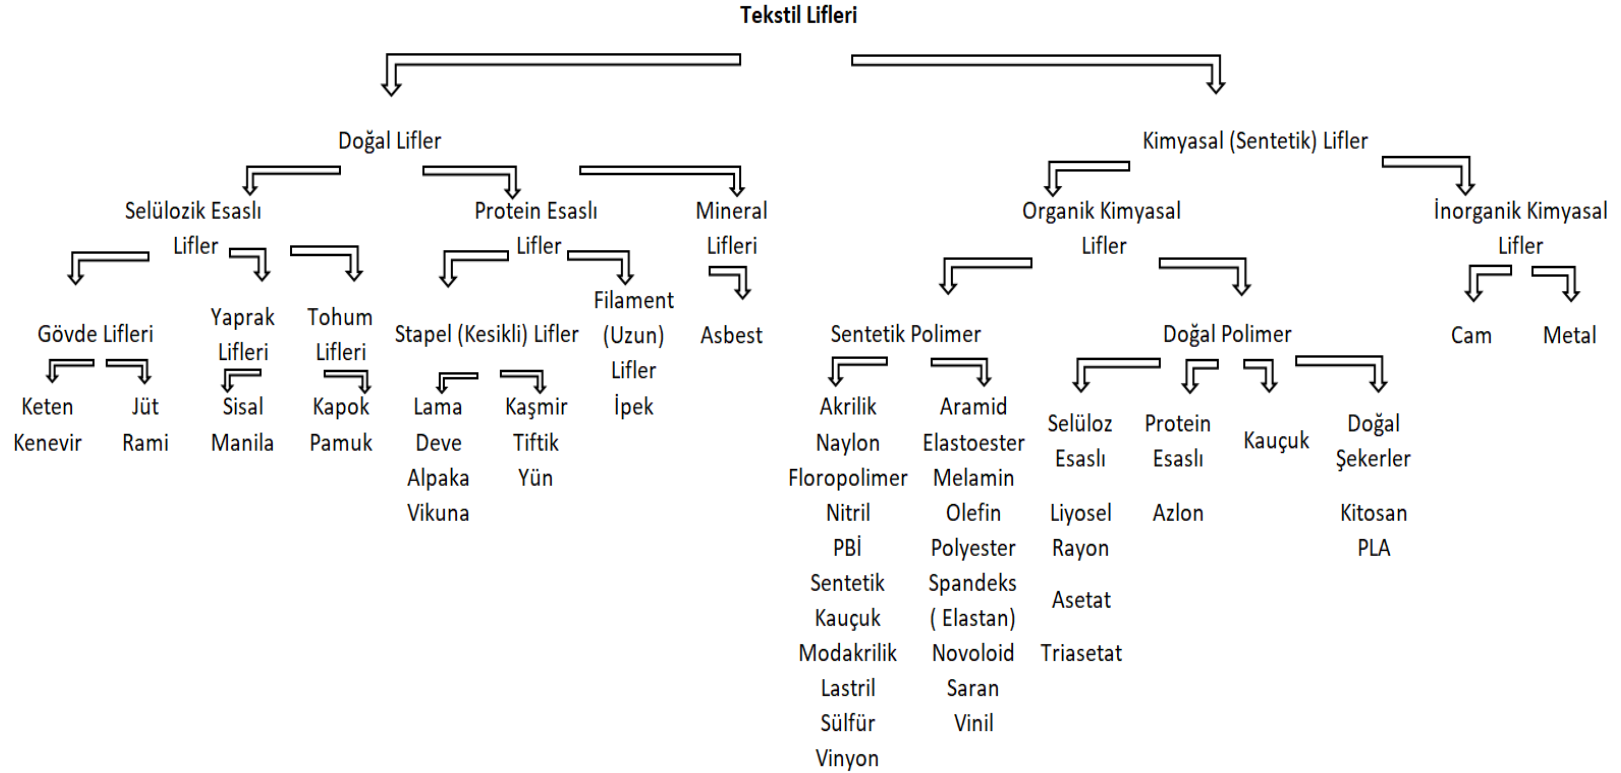 Tekstil Lifleri
Doğal Lifler
Kimyasal (Sentetik) Lifler
Selülozik Esaslı
Lifler
Protein Esaslı
Lifler
Mineral
Lifleri
Organik Kimyasal
Lifler
İnorganik Kimyasal
Lifler
Gövde Lifleri
Yaprak
Lifleri
Tohum
Lifleri
Stapel (Kesikli) Lifler
Filament
(Uzun)
Lifler
Asbest
Sentetik Polimer
Doğal Polimer
Cam
Metal
Keten
Kenevir
Jüt
Rami
Sisal
Manila
Kapok
Pamuk
Lama
Deve
Alpaka
Vikuna
Kaşmir
Tiftik
Yün
İpek
Akrilik
Naylon
Floropolimer
Nitril
PBİ
Sentetik
Kauçuk
Modakrilik
Lastril
Sülfür
Vinyon
Aramid
Elastoester
Melamin
Olefin
Polyester
Spandeks
( Elastan)
Novoloid
Saran
Vinil
Selüloz
Esaslı
Liyosel
Rayon
Asetat
Triasetat
Protein
Esaslı
Azlon
Kauçuk
Doğal
Şekerler
Kitosan
PLA